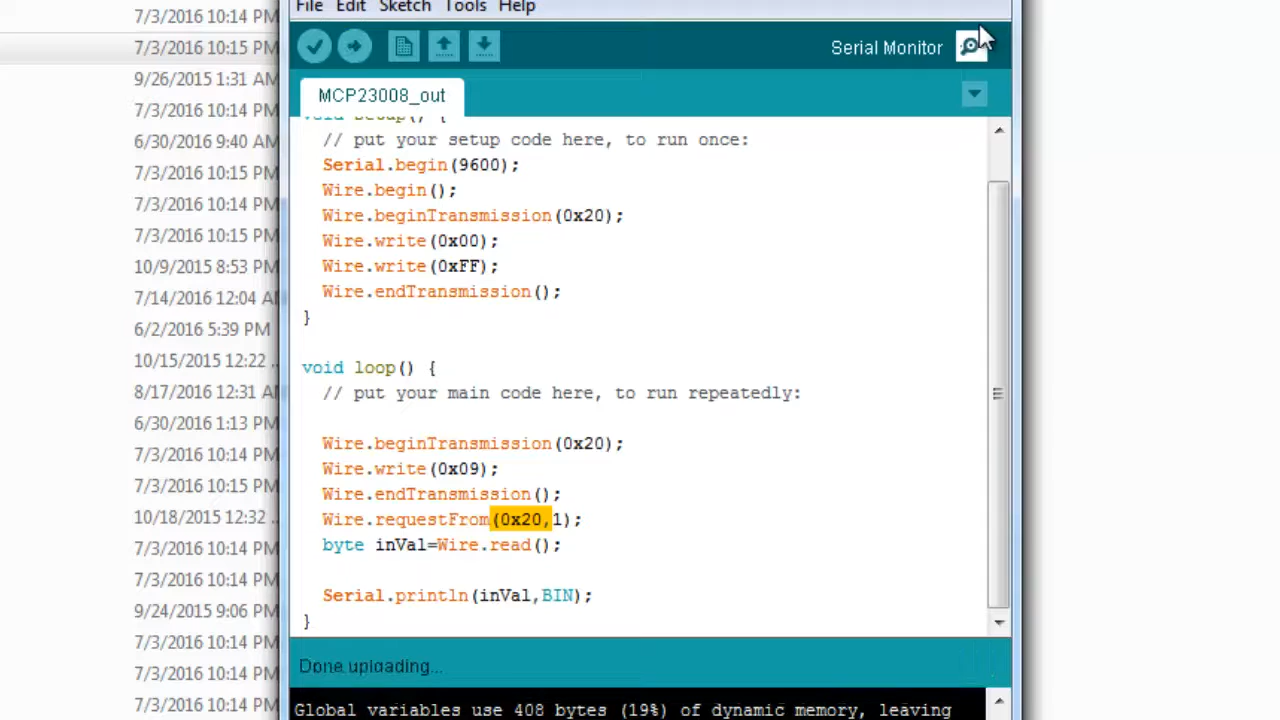 File Edit Sketch Tools Help
Serial Monitor
MCP23008_out
void setup() {
// put your setup code here, to run once:
Serial.begin(9600);
Wire.begin();
Wire.beginTransmission(0x20);
Wire.write(0x00);
Wire.write(0xFF);
Wire.endTransmission();
}
void loop() {
// put your main code here, to run repeatedly:
Wire.beginTransmission(0x20);
Wire.write(0x09);
Wire.endTransmission();
Wire.requestFrom(0x20,1);
byte inVal=Wire.read();
Serial.println(inVal,BIN);
}
Done uploading...
Global variables use 408 bytes (19%) of dynamic memory, leaving
7/3/2016 10:14 PM
7/3/2016 10:15 PM
9/26/2015 1:31 AM
7/3/2016 10:14 PM
6/30/2016 9:40 AM
7/3/2016 10:15 PM
7/3/2016 10:14 PM
7/3/2016 10:15 PM
10/9/2015 8:53 PM
7/14/2016 12:04 AM
6/2/2016 5:39 PM
10/15/2015 12:22 ...
8/17/2016 12:31 AM
6/30/2016 1:13 PM
7/3/2016 10:14 PM
7/3/2016 10:15 PM
10/18/2015 12:32 ...
7/3/2016 10:14 PM
7/3/2016 10:14 PM
9/24/2015 9:06 PM
7/3/2016 10:14 PM
7/3/2016 10:14 PM
7/3/2016 10:14 PM